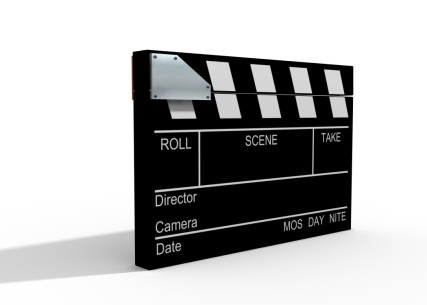 ROLL SCENE TAKE
Director
Camera MOS DAY NITE
Date